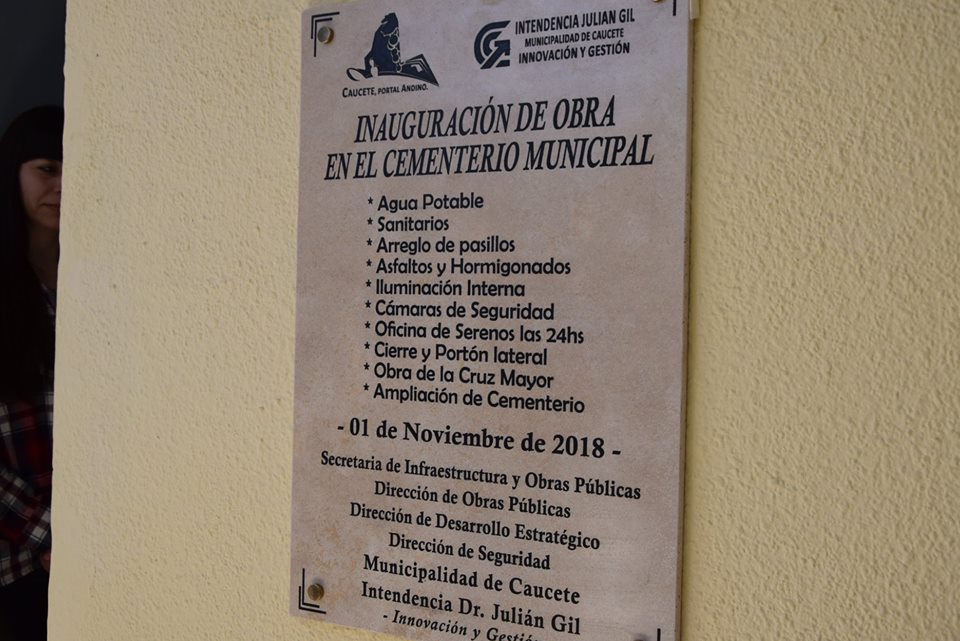 CAUCETE, PORTAL ANDINO.
INTENDENCIA JULIAN GIL
MUNICIPALIDAD DE CAUCETE
INNOVACIÓN Y GESTIÓN
INAUGURACIÓN DE OBRA
EN EL CEMENTERIO MUNICIPAL
* Agua Potable
* Sanitarios
* Arreglo de pasillos
* Asfaltos y Hormigonados
* Iluminación Interna
* Cámaras de Seguridad
* Oficina de Serenos las 24hs
* Cierre y Portón lateral
* Obra de la Cruz Mayor
* Ampliación de Cementerio
- 01 de Noviembre de 2018 -
Secretaria de Infraestructura y Obras Públicas
Dirección de Obras Públicas
Dirección de Desarrollo Estratégico
Dirección de Seguridad
Municipalidad de Caucete
Intendencia Dr. Julián Gil
- Innovación y Gestión